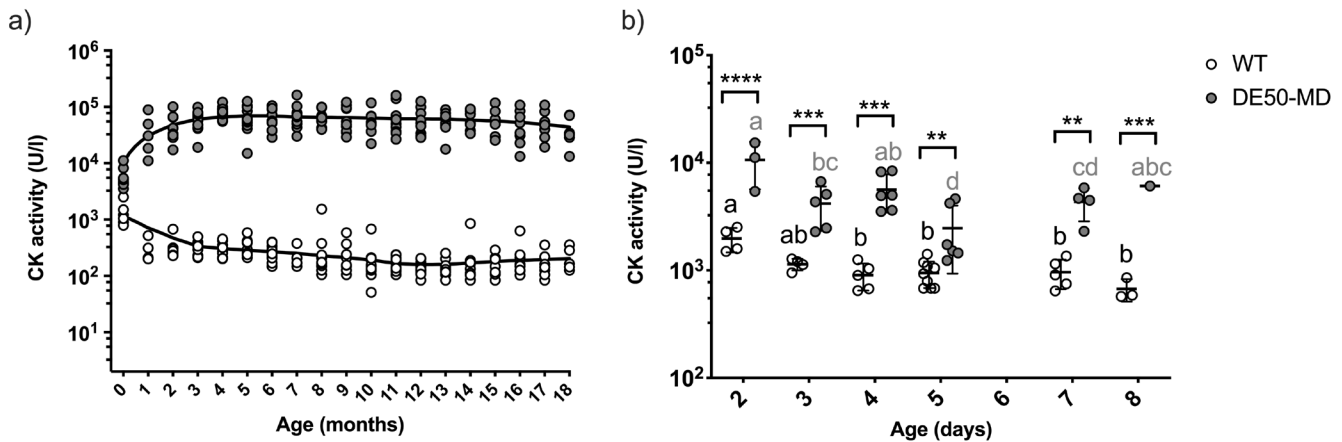 a)
CK activity (U/l)
10⁶
10⁵
10⁴
10³
10²
10¹
0 1 2 3 4 5 6 7 8 9 10 11 12 13 14 15 16 17 18
Age (months)
b)
CK activity (U/l)
10⁵
10⁴
10³
10²
**** *** *** ** ** ***
a bc ab d cd abc
a ab b b b b
2 3 4 5 6 7 8
Age (days)
WT
DE50-MD